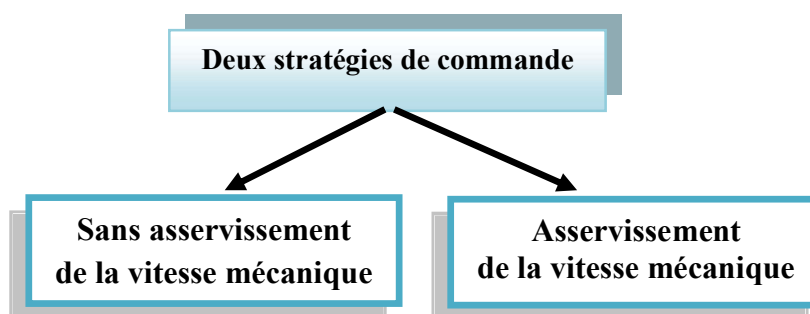 Deux stratégies de commande
Sans asservissement
de la vitesse mécanique
Asservissement
de la vitesse mécanique